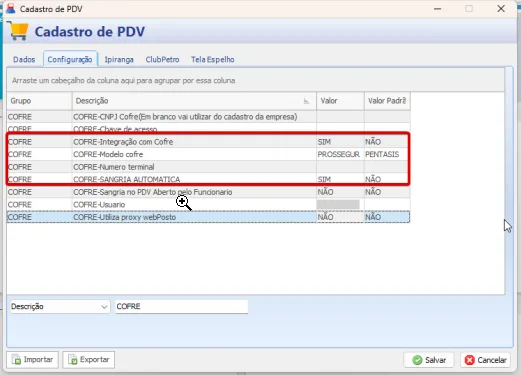 Cadastro de PDV
Cadastro de PDV
Dados Configuração Ipiranga ClubPetro Tela Espelho
Arraste um cabeçalho da coluna aqui para agrupar por essa coluna
Grupo Descrição Valor Valor Padrã
COFRE COFRE-CNPJ Cofre(Em branco vai utilizar do cadastro da empresa)
COFRE COFRE-Chave de acesso
COFRE COFRE-Integração com Cofre SIM NÃO
COFRE COFRE-Modelo cofre PROSSEGUR. PENTASIS
COFRE COFRE-Numero terminal
COFRE COFRE-SANGRIA AUTOMATICA SIM NÃO
COFRE COFRE-Sangria no PDV Aberto pelo Funcionario NÃO NÃO
COFRE COFRE-Usuario
COFRE COFRE-Utiliza proxy webPosto NÃO NÃO
Descrição COFRE
Importar Exportar Salvar Cancelar